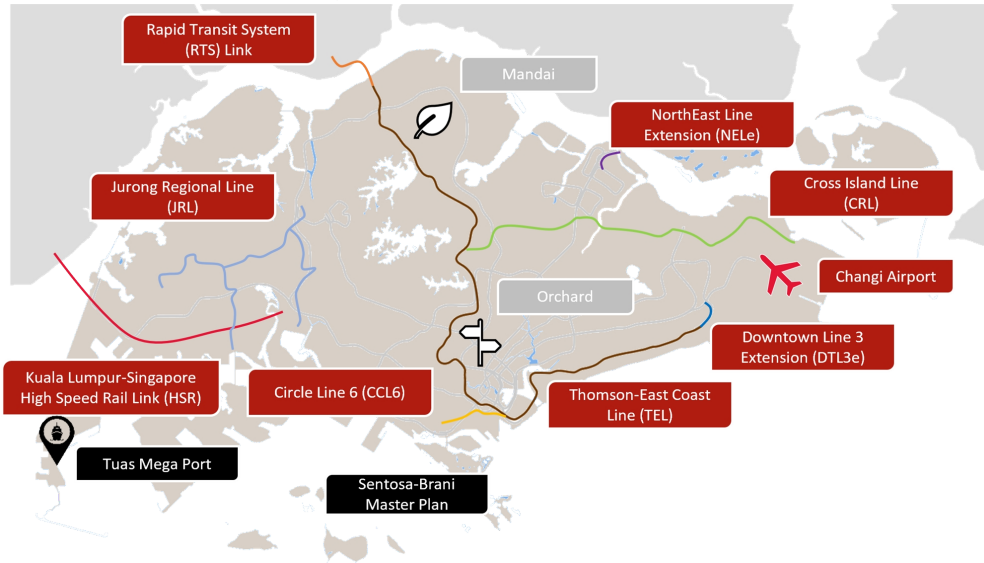 Rapid Transit System
(RTS) Link
Mandai
NorthEast Line
Extension (NELe)
Jurong Regional Line
(JRL)
Cross Island Line
(CRL)
Changi Airport
Orchard
Downtown Line 3
Extension (DTL3e)
Kuala Lumpur-Singapore
High Speed Rail Link (HSR)
Circle Line 6 (CCL6)
Thomson-East Coast
Line (TEL)
Tuas Mega Port
Sentosa-Brani
Master Plan